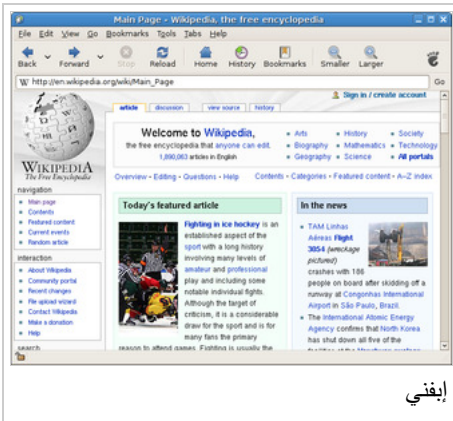 Main Page - Wikipedia, the free encyclopedia
File Edit View Go Bookmarks Tools Tabs Help
Back Forward Stop Reload Home History Bookmarks Smaller Larger
http://en.wikipedia.org/wiki/Main_Page Go
Sign in / create account
article discussion view source history
WIKIPEDIA
The Free Encyclopedia
navigation
Main page
Contents
Featured content
Current events
Random article
interaction
About Wikipedia
Community portal
Recent changes
File upload wizard
Contact Wikipedia
Make a donation
Help
search
Welcome to Wikipedia,
the free encyclopedia that anyone can edit.
1,890,063 articles in English
Arts
Biography
Geography
History
Mathematics
Science
Society
Technology
All portals
Overview · Editing · Questions · Help
Contents · Categories · Featured content · A–Z index
Today's featured article
Fighting in ice hockey is an
established aspect of the
sport with a long history
involving many levels of
amateur and professional
play and including some
notable individual fights.
Although the target of
criticism, it is a considerable
draw for the sport and is for
many fans the primary
reason to attend games. Fighting is usually the
In the news
TAM Linhas
Aéreas Flight
3054 (wreckage
pictured)
crashes with 186
people on board after skidding off a
runway at Congonhas International
Airport in São Paulo, Brazil.
The International Atomic Energy
Agency confirms that North Korea
has shut down all five of the
إبفني